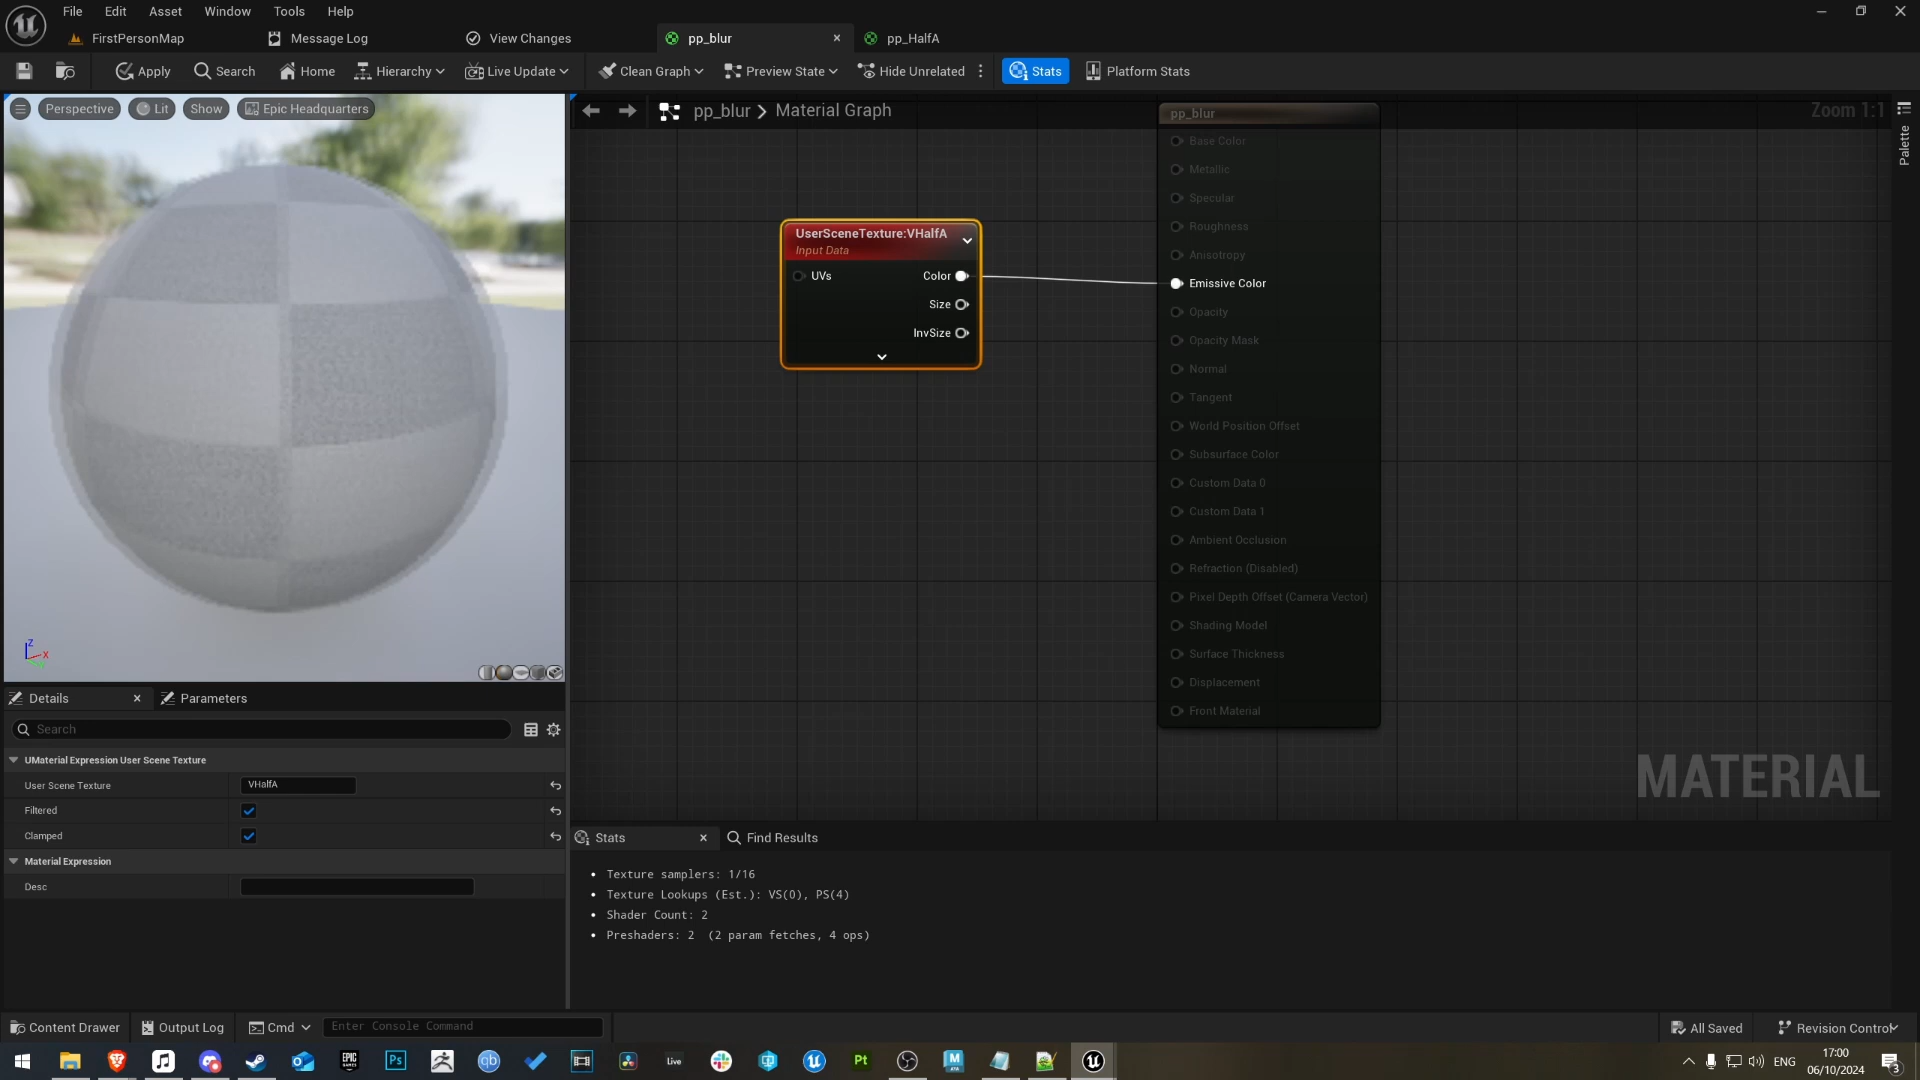 File Edit Asset Window Tools Help
FirstPersonMap Message Log View Changes pp_blur pp_HalfA
Apply Search Home Hierarchy Live Update Clean Graph Preview State Hide Unrelated Stats Platform Stats
Perspective Lit Show Epic Headquarters
pp_blur Material Graph
Zoom 1:1
Palette
pp_blur
Base Color
Metallic
Specular
Roughness
Anisotropy
Emissive Color
Opacity
Opacity Mask
Normal
Tangent
World Position Offset
Subsurface Color
Custom Data 0
Custom Data 1
Ambient Occlusion
Refraction (Disabled)
Pixel Depth Offset (Camera Vector)
Shading Model
Surface Thickness
Displacement
Front Material
UserSceneTexture:VHalfA
Input Data
UVs Color
Size
InvSize
MATERIAL
Z
X
Details Parameters
Search
UMaterial Expression User Scene Texture
User Scene Texture VHalfA
Filtered
Clamped
Material Expression
Desc
Stats Find Results
• Texture samplers: 1/16
• Texture Lookups (Est.): VS(0), PS(4)
• Shader Count: 2
• Preshaders: 2 (2 param fetches, 4 ops)
Content Drawer Output Log Cmd Enter Console Command All Saved Revision Control
EPIC GAMES Ps qb Live Pt M ENG 17:00
06/10/2024 3